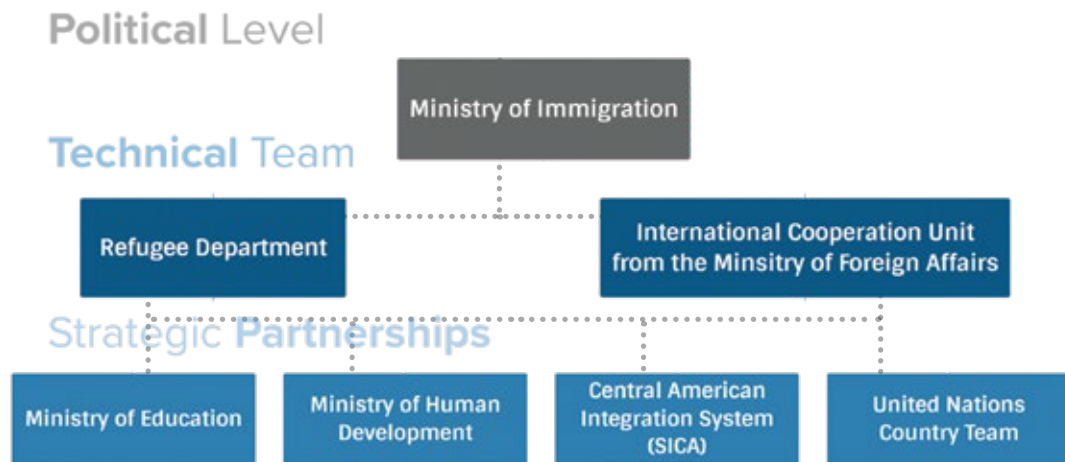 Political Level
Ministry of Immigration
Technical Team
Refugee Department
International Cooperation Unit
from the Minsitry of Foreign Affairs
Strategic Partnerships
Ministry of Education
Ministry of Human
Development
Central American
Integration System
(SICA)
United Nations
Country Team